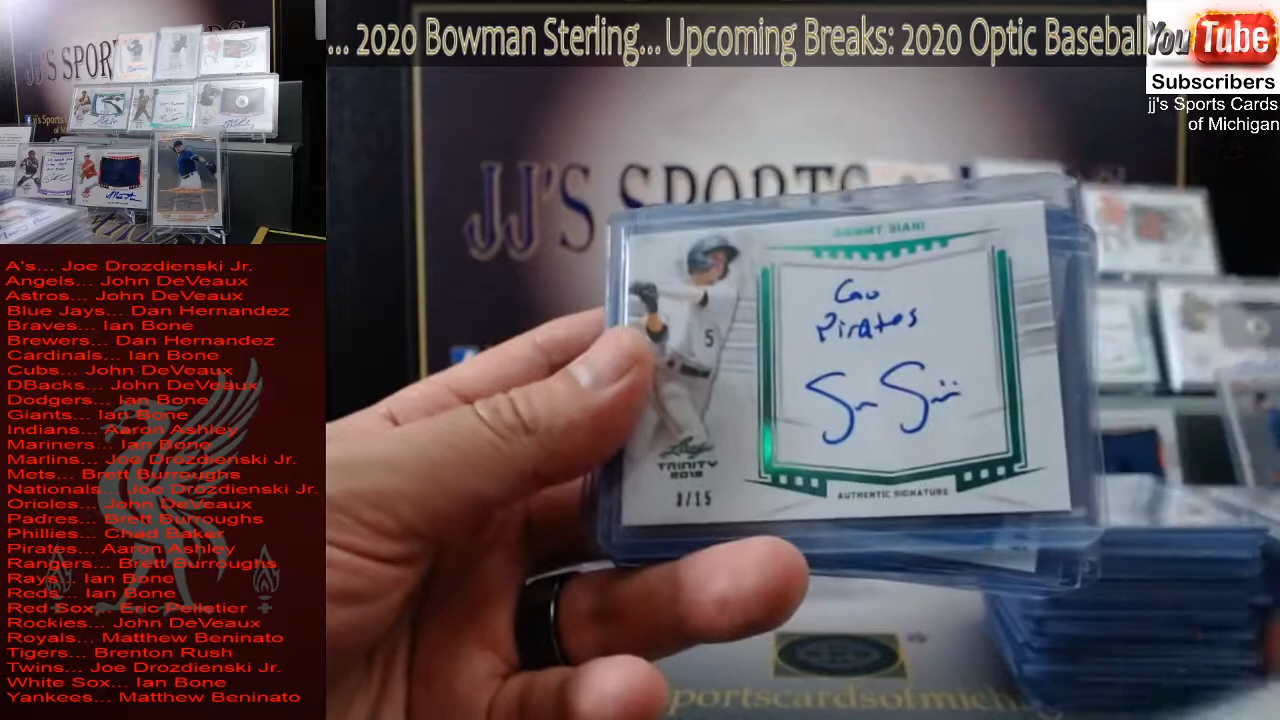 ... 2020 Bowman Sterling... Upcoming Breaks: 2020 Optic Baseball
You Tube
Subscribers
jj's Sports Cards
of Michigan
JJ'S SPOR
JJ'S SPORTS
SAMMY SIANI
Go
Pirates
5
Leaf
TRINITY
2019
AUTHENTIC SIGNATURE
sportscardsofmichig
A's... Joe Drozdienski Jr.
Angels... John DeVeaux
Astros... John DeVeaux
Blue Jays... Dan Hernandez
Braves... Ian Bone
Brewers... Dan Hernandez
Cardinals... Ian Bone
Cubs... John DeVeaux
DBacks... John DeVeaux
Dodgers... Ian Bone
Giants... Ian Bone
Indians... Aaron Ashley
Mariners... Ian Bone
Marlins... Joe Drozdienski Jr.
Mets... Brett Burroughs
Nationals... Joe Drozdienski Jr.
Orioles... John DeVeaux
Padres... Brett Burroughs
Phillies... Chad Baker
Pirates... Aaron Ashley
Rangers... Brett Burroughs
Rays... Ian Bone
Reds... Ian Bone
Red Sox... Eric Pelletier
Rockies... John DeVeaux
Royals... Matthew Beninato
Tigers... Brenton Rush
Twins... Joe Drozdienski Jr.
White Sox... Ian Bone
Yankees... Matthew Beninato